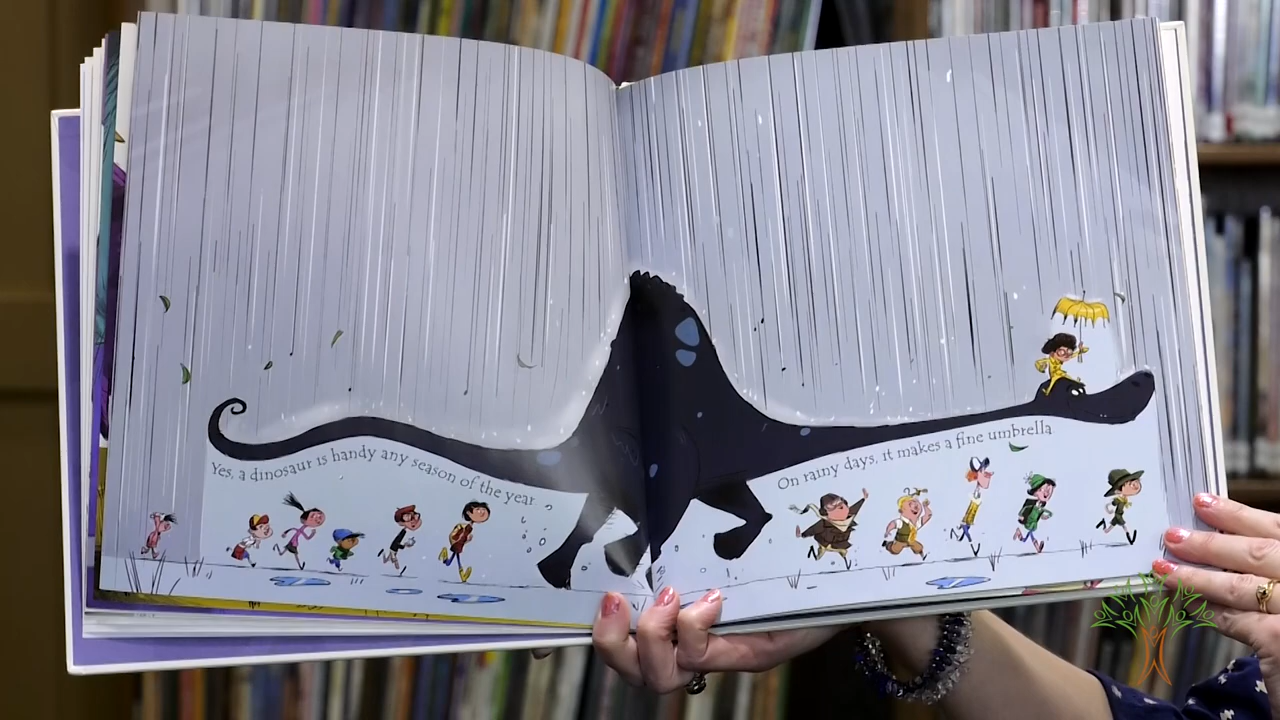 Yes, a dinosaur is handy any season of the year.
On rainy days, it makes a fine umbrella